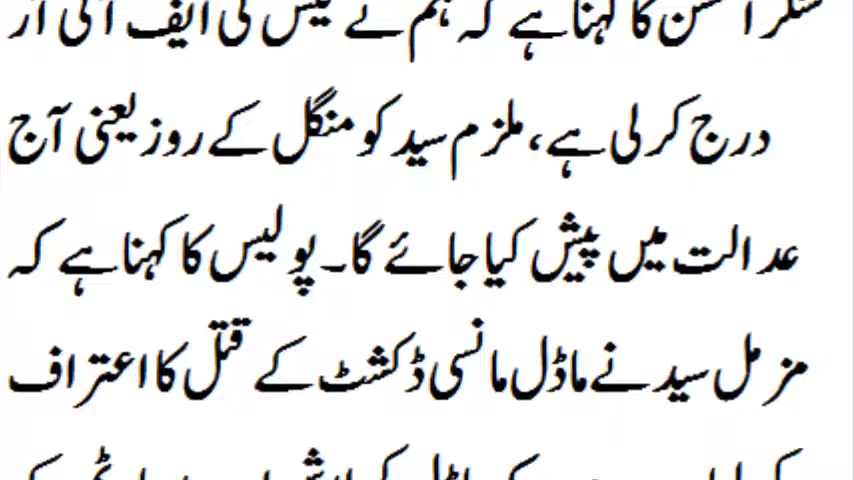 کا کہنا ہے کہ ہم نے کیس کی ایف آئی آر
درج کر لی ہے، ملزم سید کو منگل کے روز یعنی آج
عدالت میں پیش کیا جائے گا۔ پولیس کا کہنا ہے کہ
مزمل سید نے ماڈل مانسی ڈکشٹ کے قتل کا اعتراف